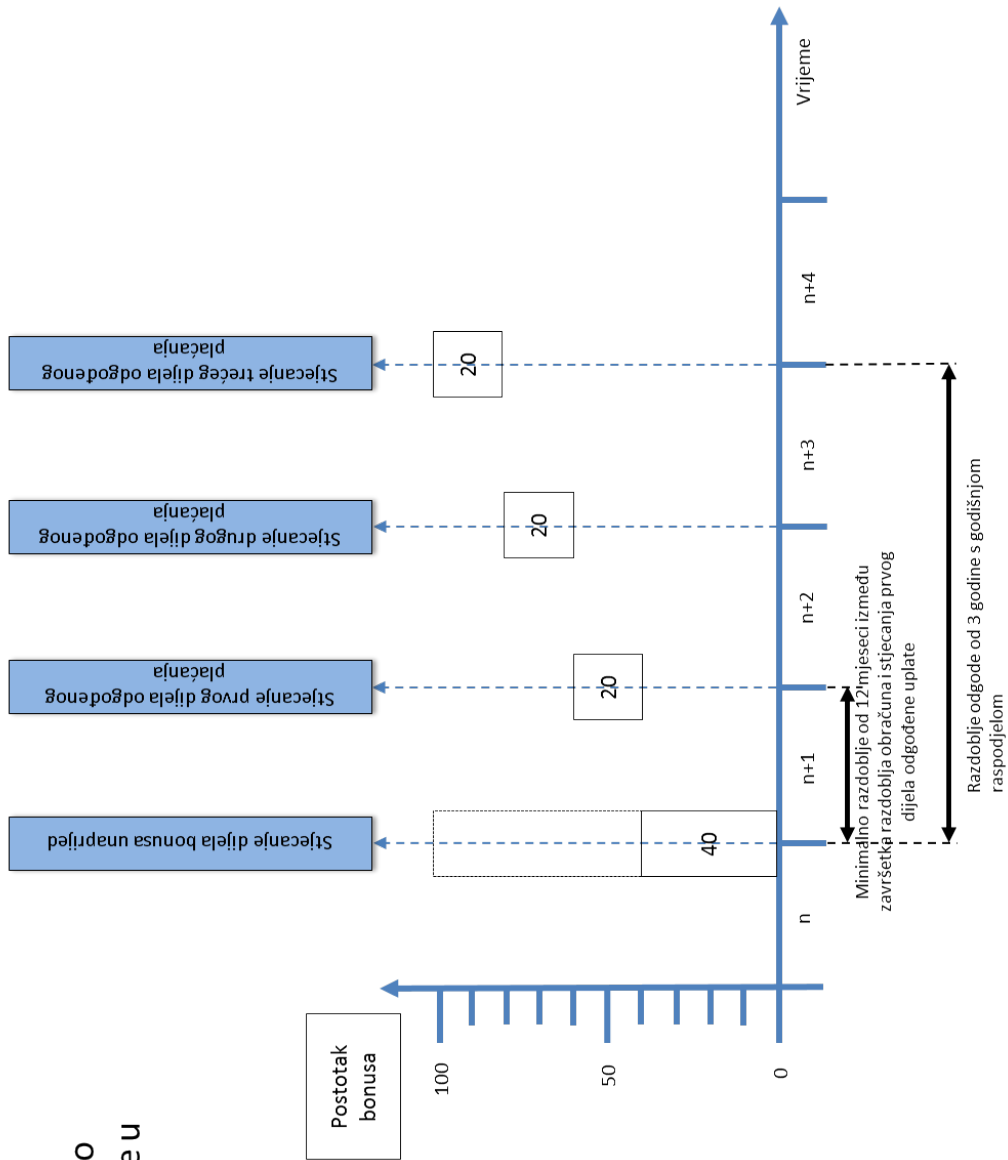 Stjecanje dijela bonusa unaprijed
Stjecanje prvog dijela odgođenog
plaćanja
Stjecanje drugog dijela odgođenog
plaćanja
Stjecanje trećeg dijela odgođenog
plaćanja
Postotak
bonusa
100
50
0
40
20
20
20
n
n+1
n+2
n+3
n+4
Vrijeme
Minimalno razdoblje od 12 mjeseci između
završetka razdoblja obračuna i stjecanja prvog
dijela odgođene uplate
Razdoblje odgode od 3 godine s godišnjom
raspodjelom